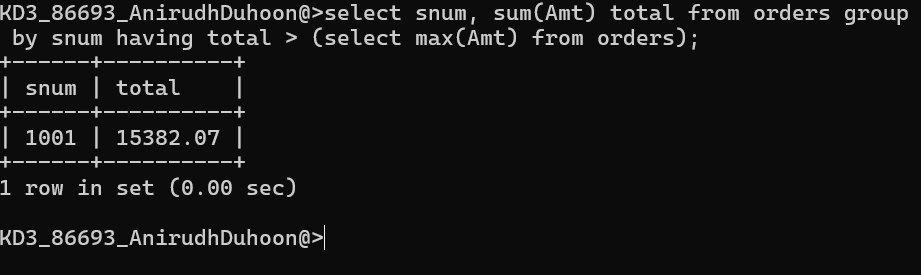 KD3_86693_AnirudhDuhoon@>select snum, sum(Amt) total from orders group
by snum having total > (select max(Amt) from orders);
+------+----------+
| snum | total    |
+------+----------+
| 1001 | 15382.07 |
+------+----------+
1 row in set (0.00 sec)
KD3_86693_AnirudhDuhoon@>